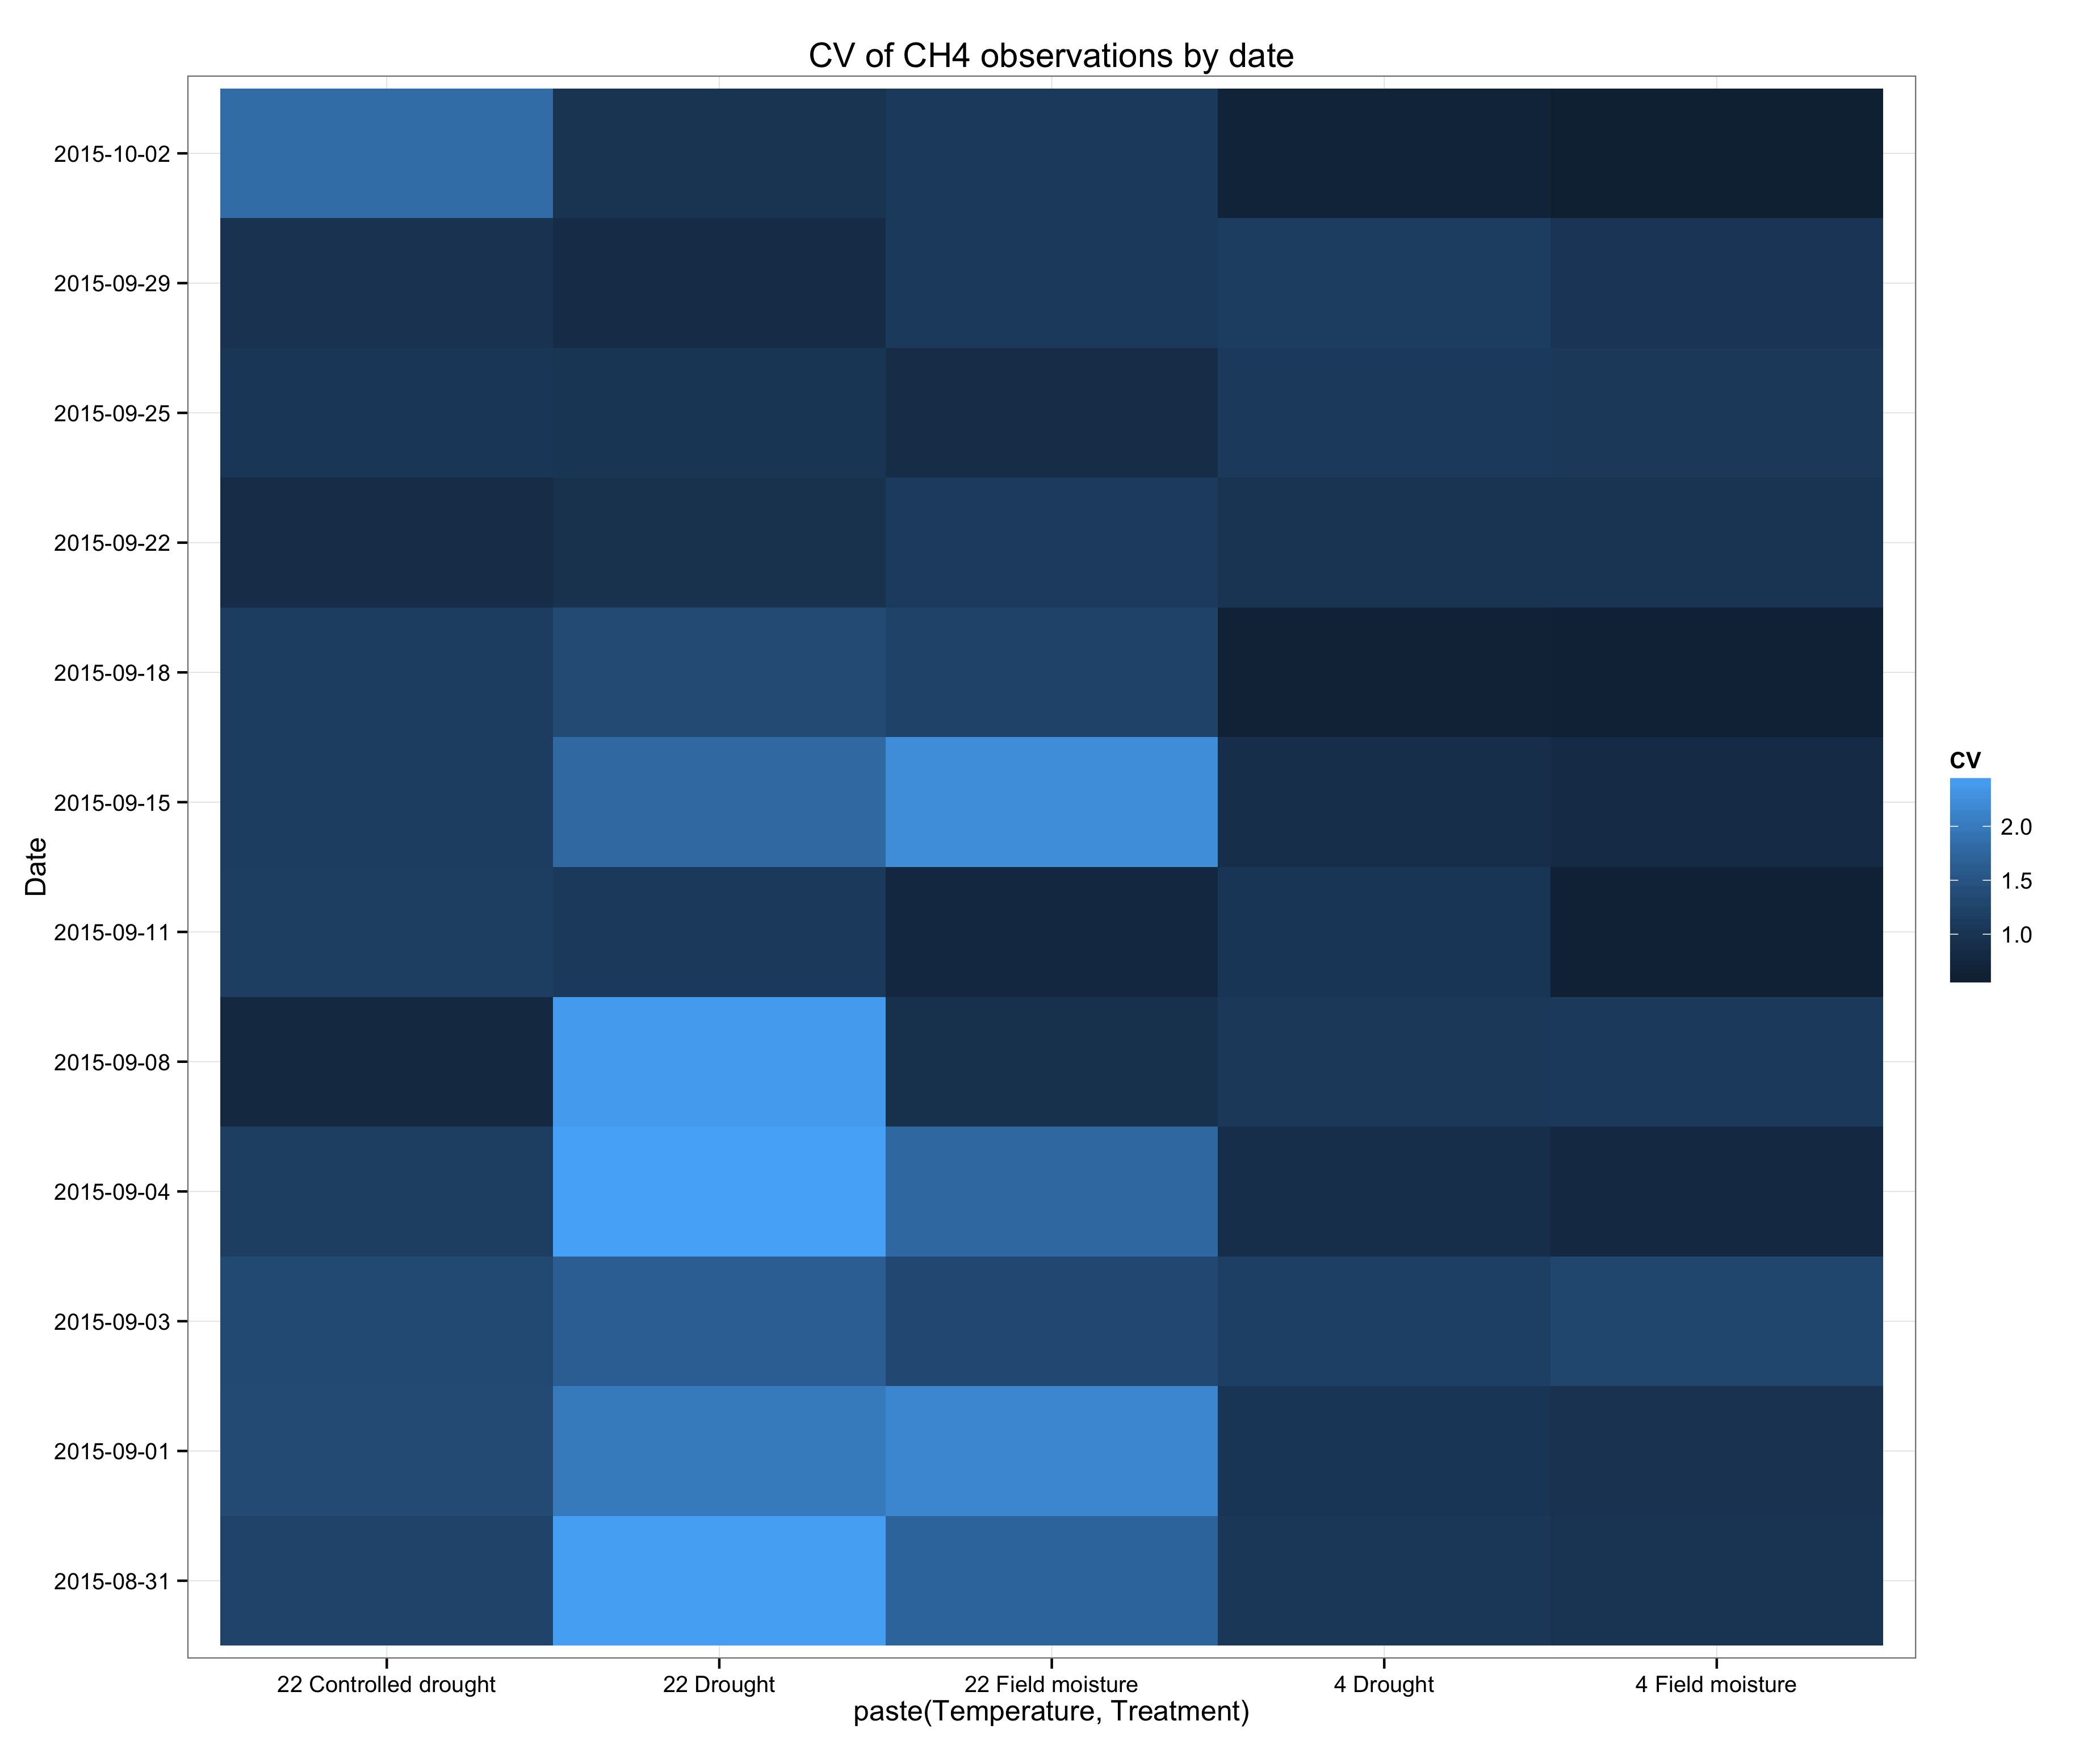 CV of CH4 observations by date
2015-10-02
2015-09-29
2015-09-25
2015-09-22
2015-09-18
2015-09-15
2015-09-11
2015-09-08
2015-09-04
2015-09-03
2015-09-01
2015-08-31
Date
22 Controlled drought
22 Drought
22 Field moisture
4 Drought
4 Field moisture
paste(Temperature, Treatment)
CV
2.0
1.5
1.0